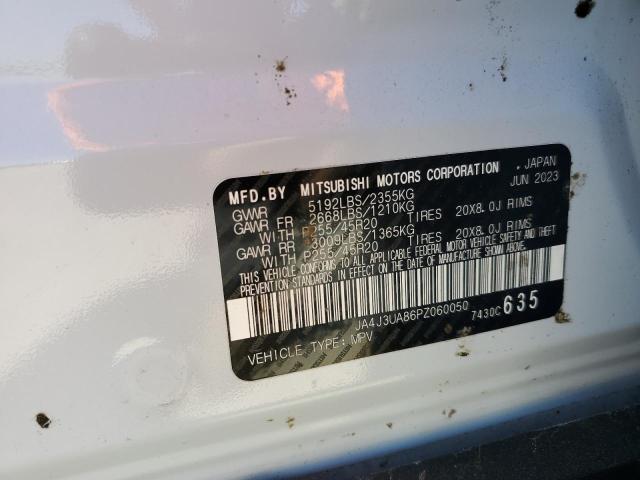 MFD.BY MITSUBISHI MOTORS CORPORATION , JAPAN
GVWR 5192LBS/2355KG JUN 2023
GAWR FR 2668LBS/1210KG
WITH P255/45R20 TIRES 20X8.0J RIMS
GAWR RR 3009LBS/1365KG
WITH P255/45R20 TIRES 20X8.0J RIMS
THIS VEHICLE CONFORMS TO ALL APPLICABLE FEDERAL MOTOR VEHICLE SAFETY AND THEFT
PREVENTION STANDARDS IN EFFECT ON THE DATE OF MANUFACTURE SHOWN ABOVE.
JA4J3UA86PZ060050 7430C 635
VEHICLE TYPE: MPV